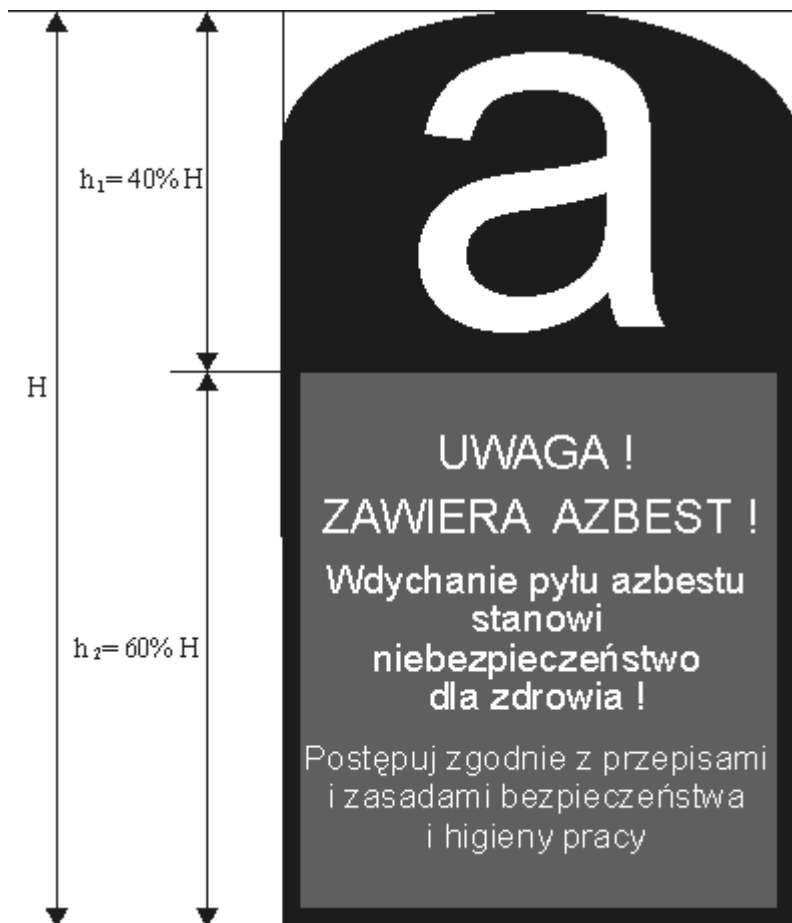 a
h₁= 40% H
H
UWAGA !
ZAWIERA AZBEST !
Wdychanie pyłu azbestu
stanowi
niebezpieczeństwo
dla zdrowia !
h₂= 60% H
Postępuj zgodnie z przepisami
i zasadami bezpieczeństwa
i higieny pracy